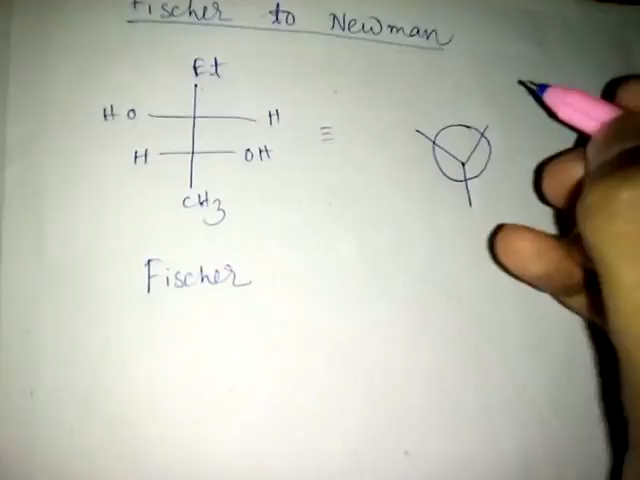 Fischer to Newman
Et
HO H
≡
H OH
CH3
Fischer